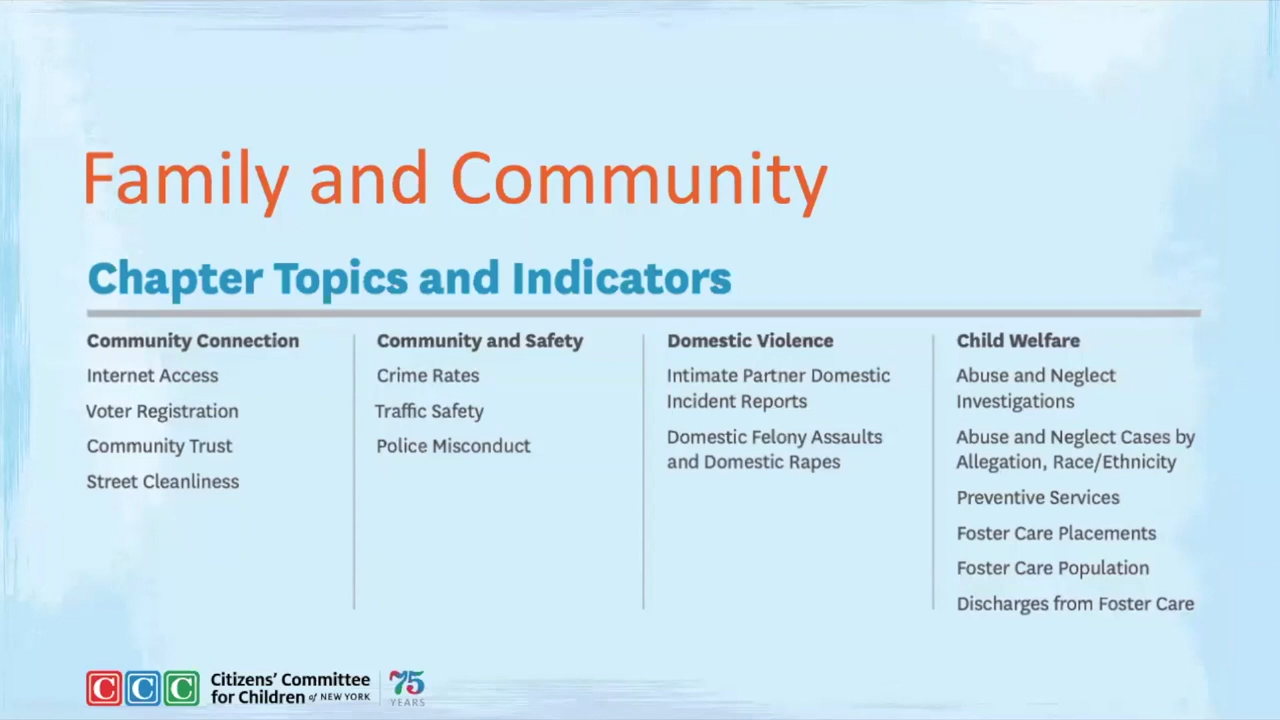 Family and Community
Chapter Topics and Indicators
Community Connection
Internet Access
Voter Registration
Community Trust
Street Cleanliness
Community and Safety
Crime Rates
Traffic Safety
Police Misconduct
Domestic Violence
Intimate Partner Domestic
Incident Reports
Domestic Felony Assaults
and Domestic Rapes
Child Welfare
Abuse and Neglect
Investigations
Abuse and Neglect Cases by
Allegation, Race/Ethnicity
Preventive Services
Foster Care Placements
Foster Care Population
Discharges from Foster Care
CCC
Citizens’ Committee
for Children of NEW YORK
75
YEARS